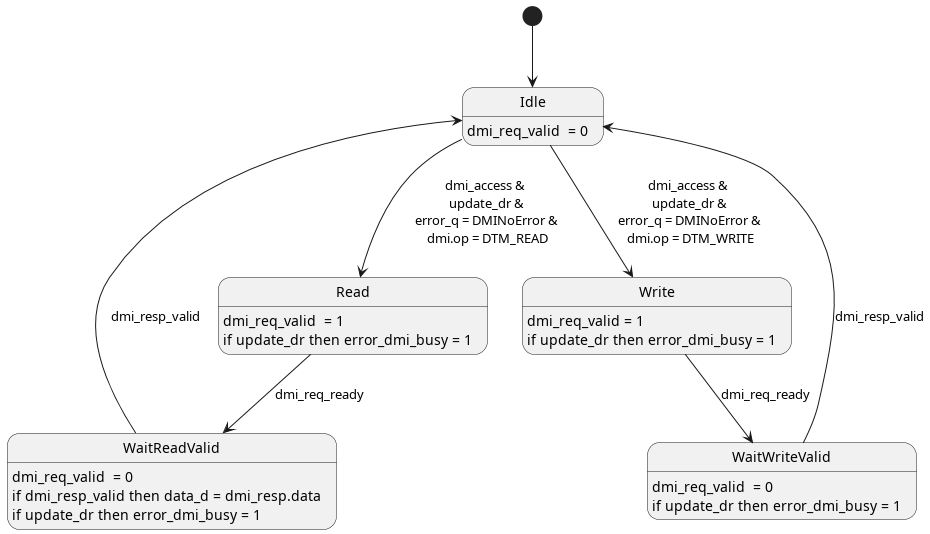 Idle
dmi_req_valid  = 0
dmi_access &
update_dr &
error_q = DMINoError &
dmi.op = DTM_READ
dmi_access &
update_dr &
error_q = DMINoError &
dmi.op = DTM_WRITE
Read
dmi_req_valid  = 1
if update_dr then error_dmi_busy = 1
Write
dmi_req_valid = 1
if update_dr then error_dmi_busy = 1
dmi_resp_valid
dmi_resp_valid
dmi_req_ready
dmi_req_ready
WaitReadValid
dmi_req_valid  = 0
if dmi_resp_valid then data_d = dmi_resp.data
if update_dr then error_dmi_busy = 1
WaitWriteValid
dmi_req_valid  = 0
if update_dr then error_dmi_busy = 1